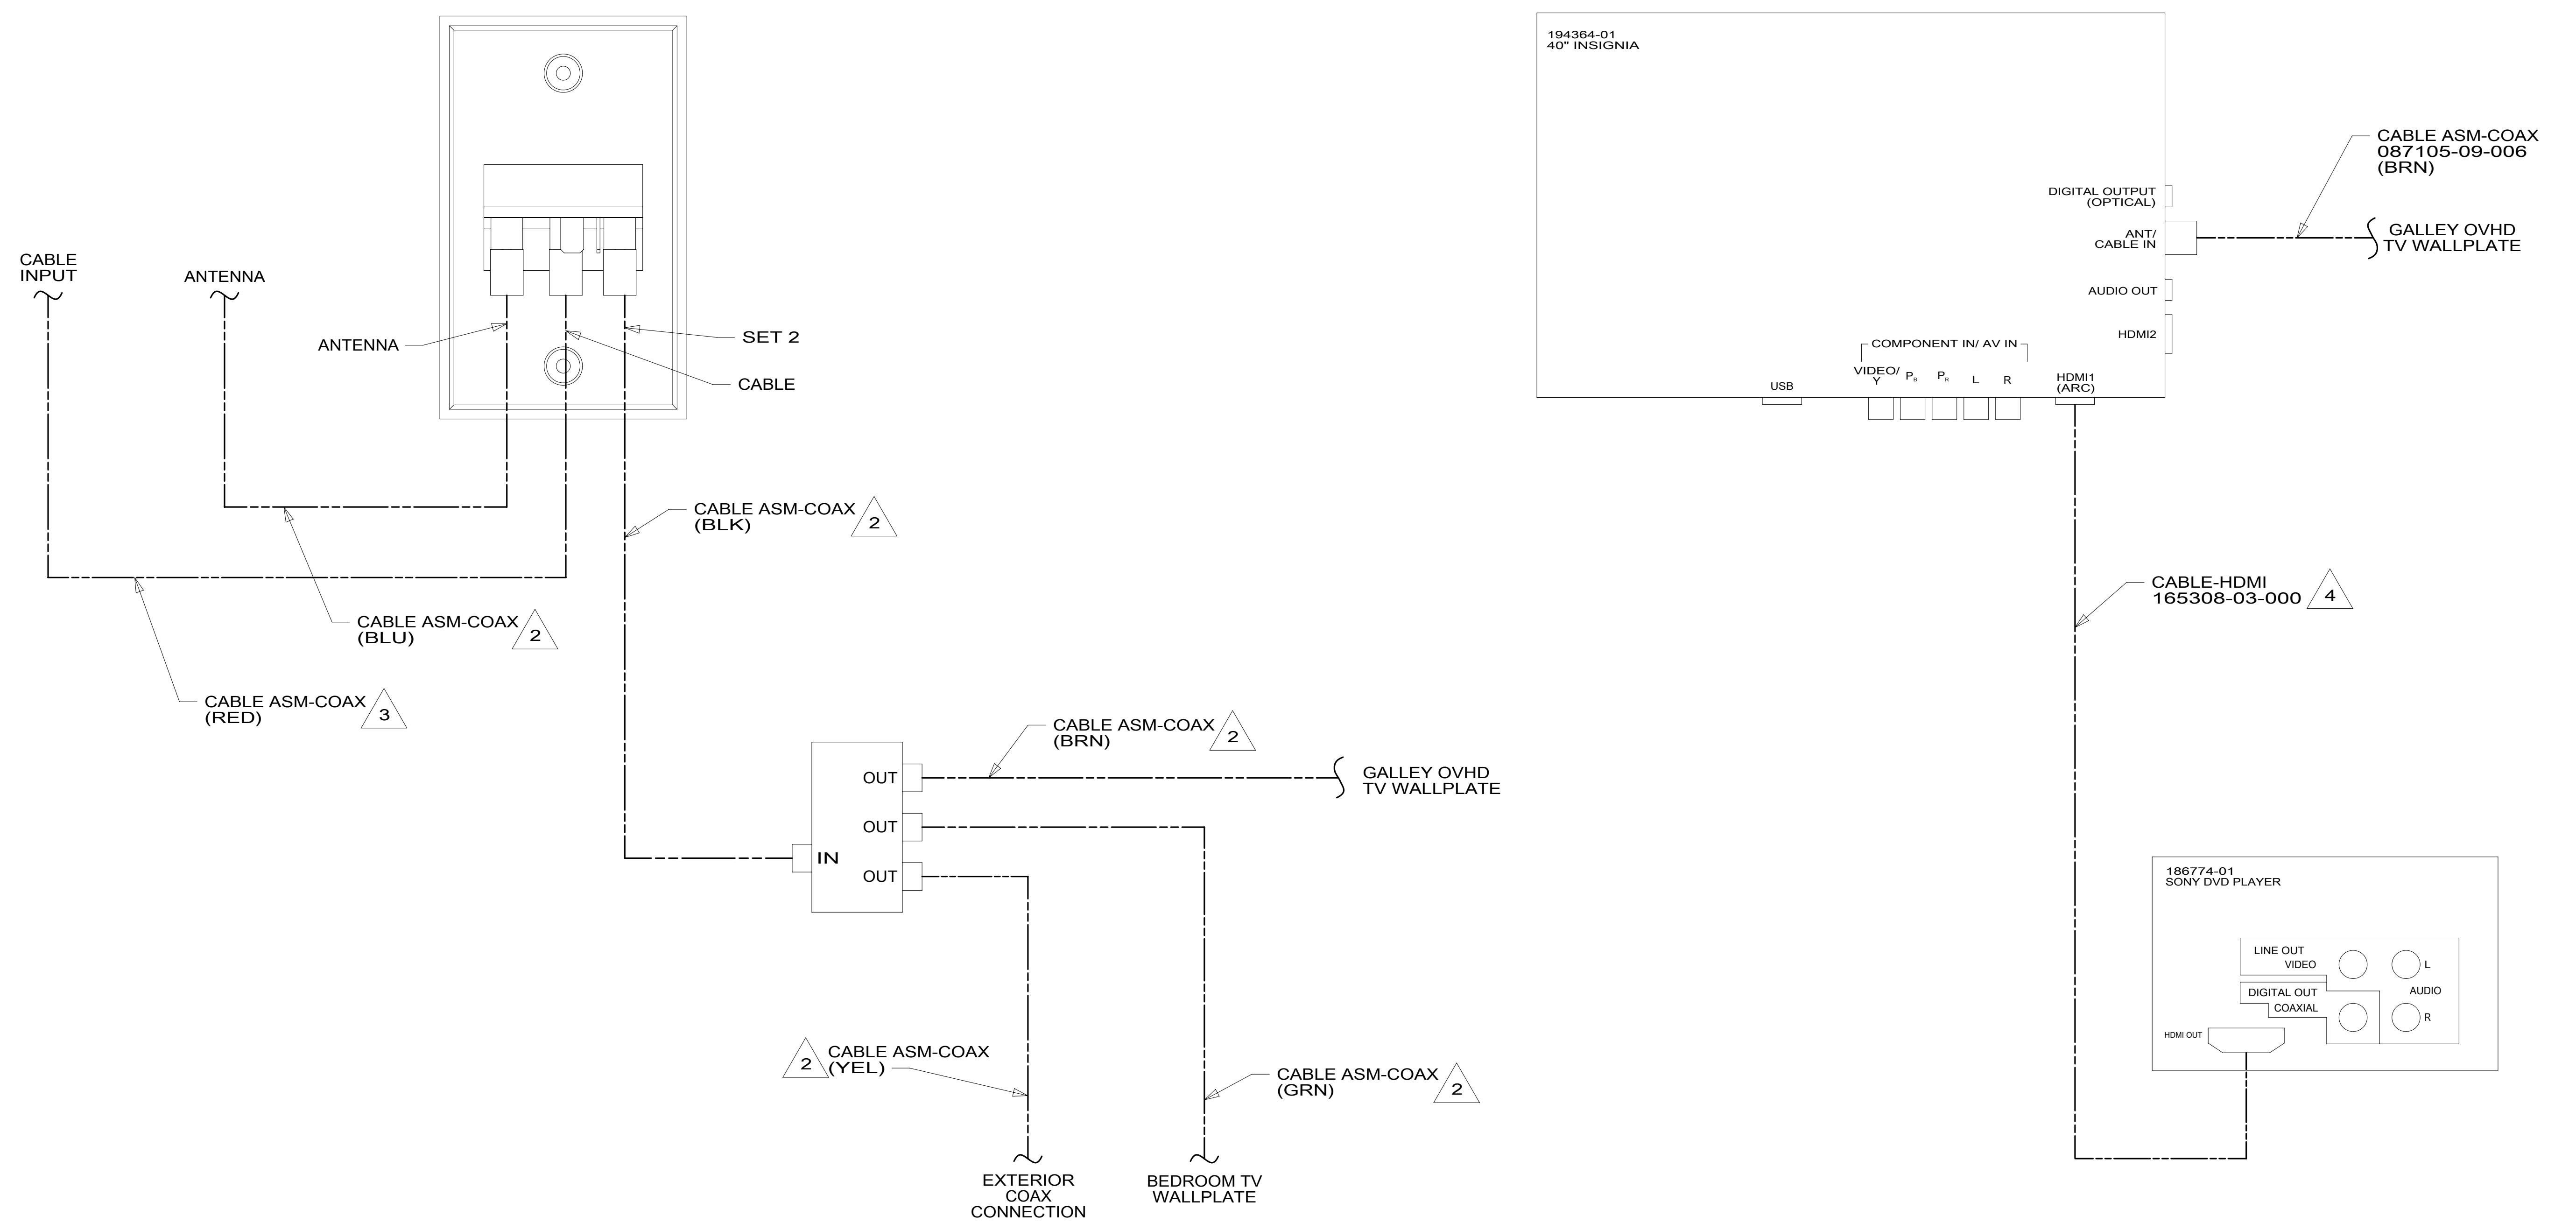 194364-01
40" INSIGNIA
CABLE ASM-COAX
087105-09-006
(BRN)
DIGITAL OUTPUT
(OPTICAL)
ANT/
CABLE IN
GALLEY OVHD
TV WALLPLATE
AUDIO OUT
HDMI2
COMPONENT IN/ AV IN
USB
VIDEO/
Y
PB
PR
L
R
HDMI1
(ARC)
CABLE
INPUT
ANTENNA
ANTENNA
SET 2
CABLE
CABLE ASM-COAX
(BLK)
2
CABLE ASM-COAX
(BLU)
2
CABLE ASM-COAX
(RED)
3
CABLE-HDMI
165308-03-000
4
CABLE ASM-COAX
(BRN)
2
GALLEY OVHD
TV WALLPLATE
OUT
OUT
IN
OUT
2
CABLE ASM-COAX
(YEL)
CABLE ASM-COAX
(GRN)
2
EXTERIOR
COAX
CONNECTION
BEDROOM TV
WALLPLATE
186774-01
SONY DVD PLAYER
LINE OUT
VIDEO
L
DIGITAL OUT
COAXIAL
AUDIO
R
HDMI OUT